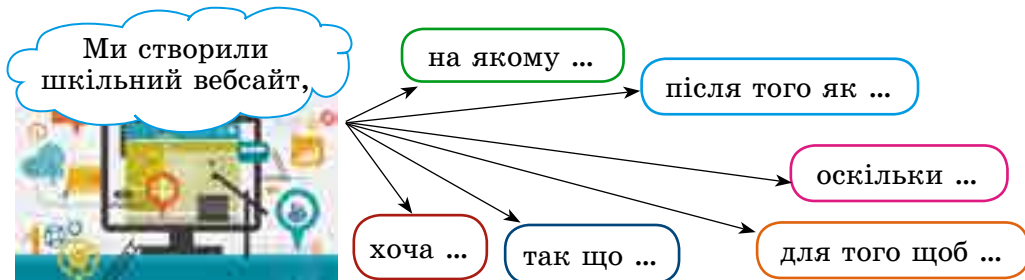 Ми створили
шкільний вебсайт,
на якому ...
після того як ...
оскільки ...
для того щоб ...
так що ...
хоча ...